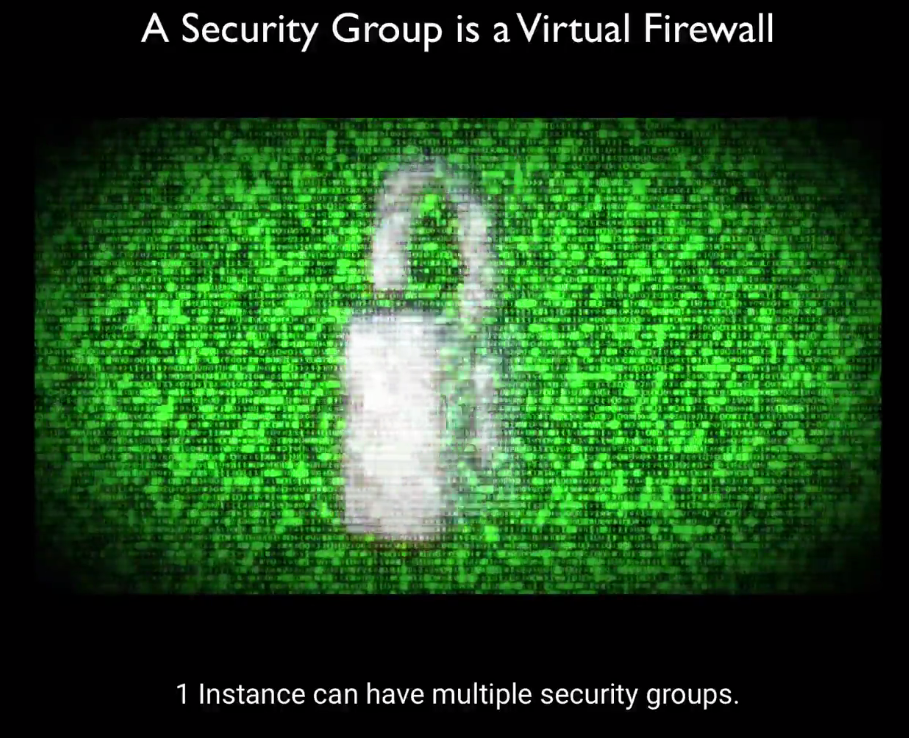 A Security Group is a Virtual Firewall
1 Instance can have multiple security groups.